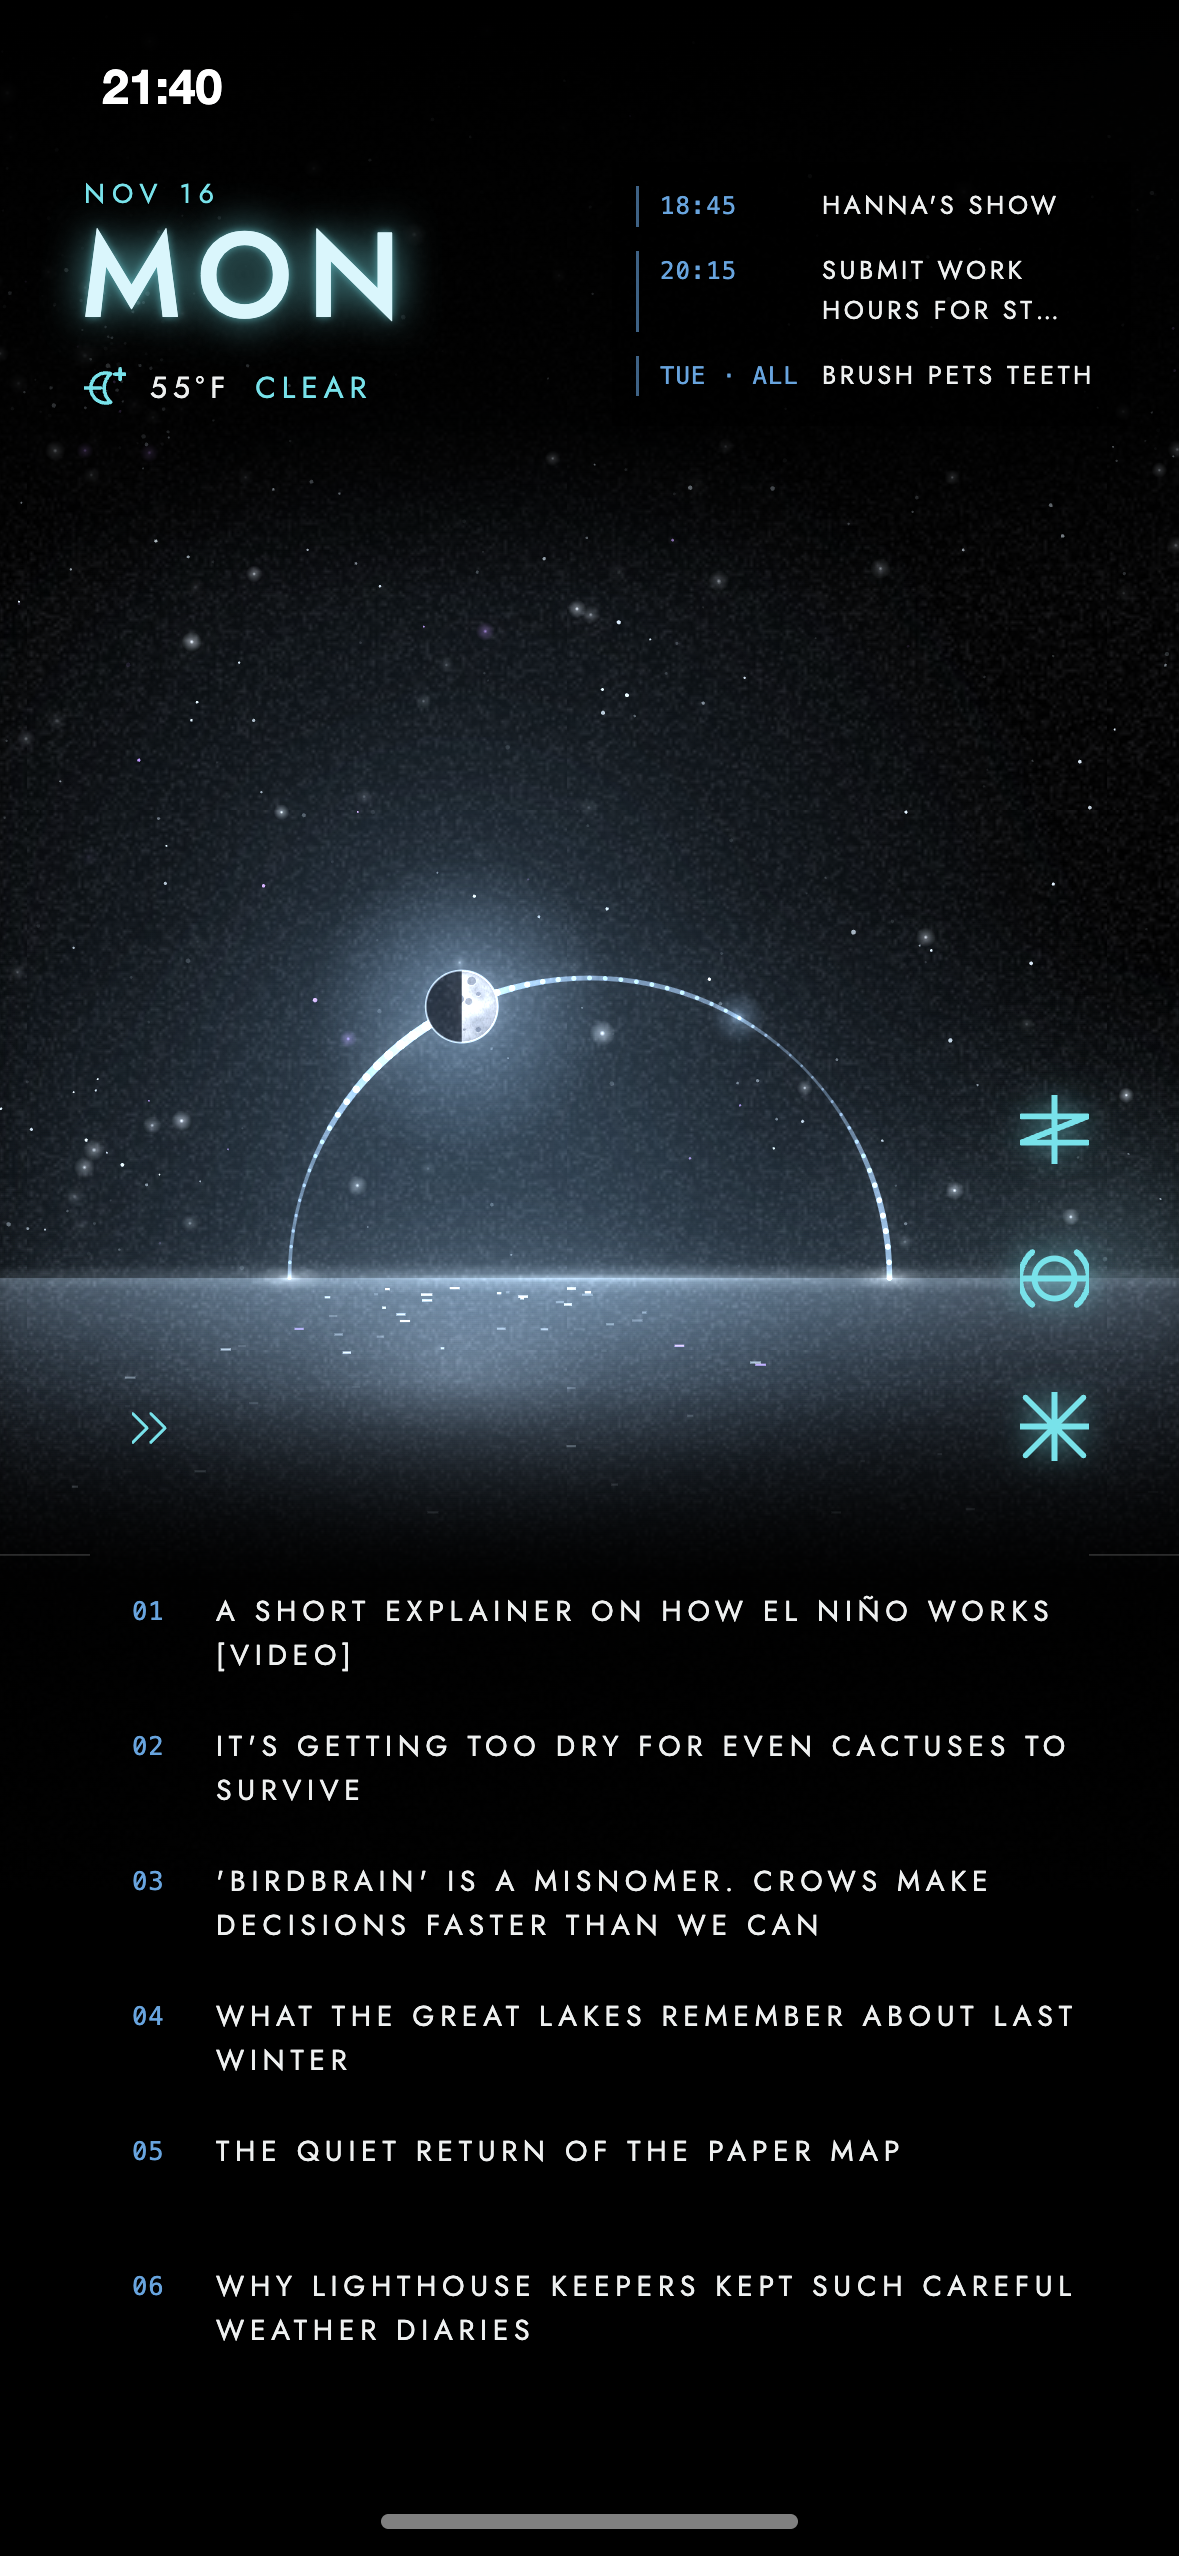 21:40
NOV 16
MON
55°F CLEAR
18:45 HANNA'S SHOW
20:15 SUBMIT WORK
HOURS FOR ST...
TUE · ALL BRUSH PETS TEETH
01 A SHORT EXPLAINER ON HOW EL NIÑO WORKS
[VIDEO]
02 IT'S GETTING TOO DRY FOR EVEN CACTUSES TO
SURVIVE
03 'BIRDBRAIN' IS A MISNOMER. CROWS MAKE
DECISIONS FASTER THAN WE CAN
04 WHAT THE GREAT LAKES REMEMBER ABOUT LAST
WINTER
05 THE QUIET RETURN OF THE PAPER MAP
06 WHY LIGHTHOUSE KEEPERS KEPT SUCH CAREFUL
WEATHER DIARIES